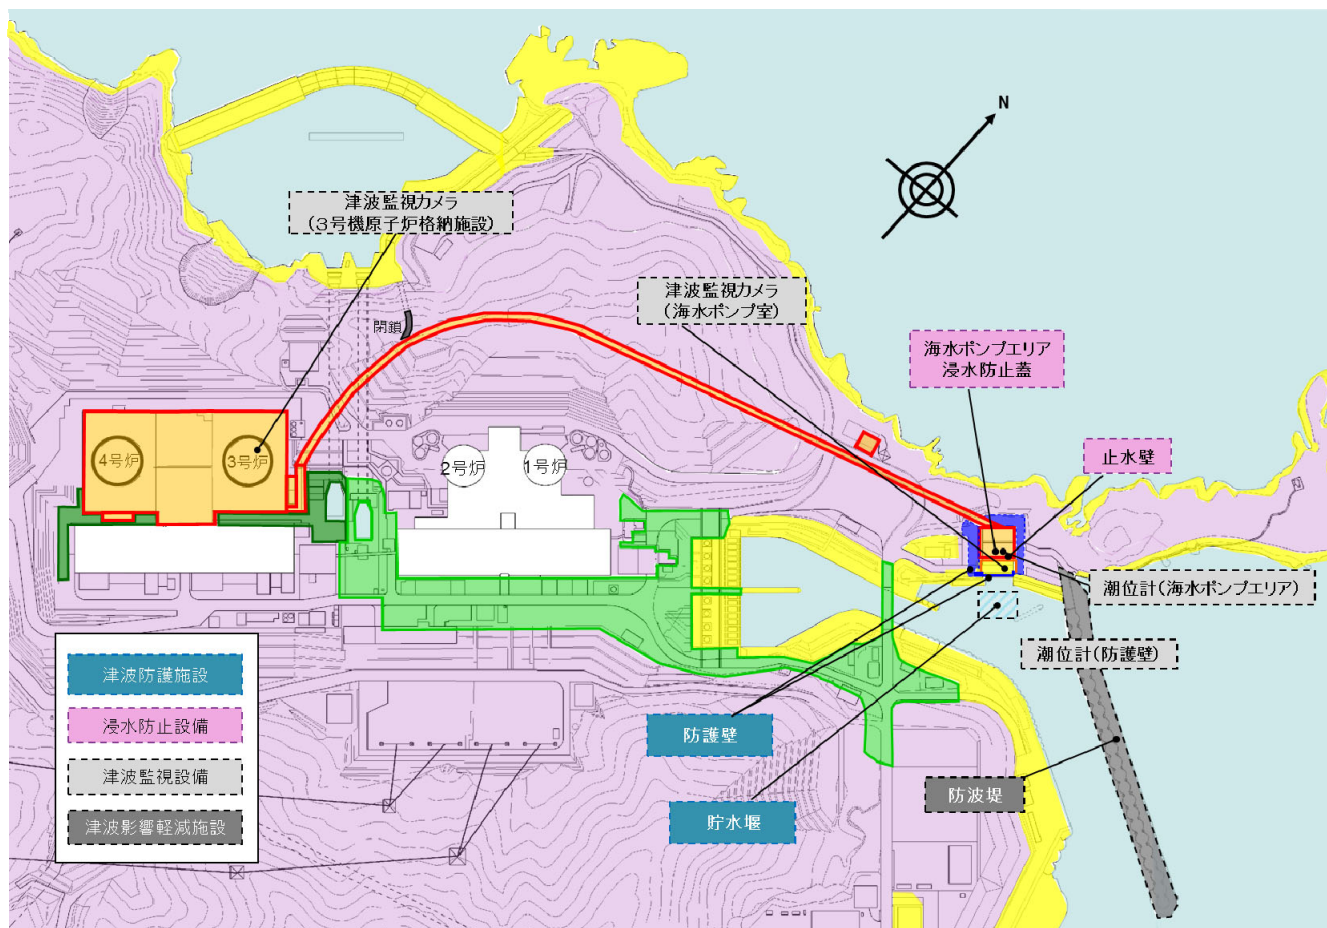 N
津波監視カメラ
(3号機原子炉格納施設)
津波監視カメラ
(海水ポンプ室)
閉鎖
海水ポンプエリア
浸水防止蓋
止水壁
4号炉
3号炉
2号炉
1号炉
潮位計(海水ポンプエリア)
潮位計(防護壁)
防護壁
貯水堰
防波堤
津波防護施設
浸水防止設備
津波監視設備
津波影響軽減施設